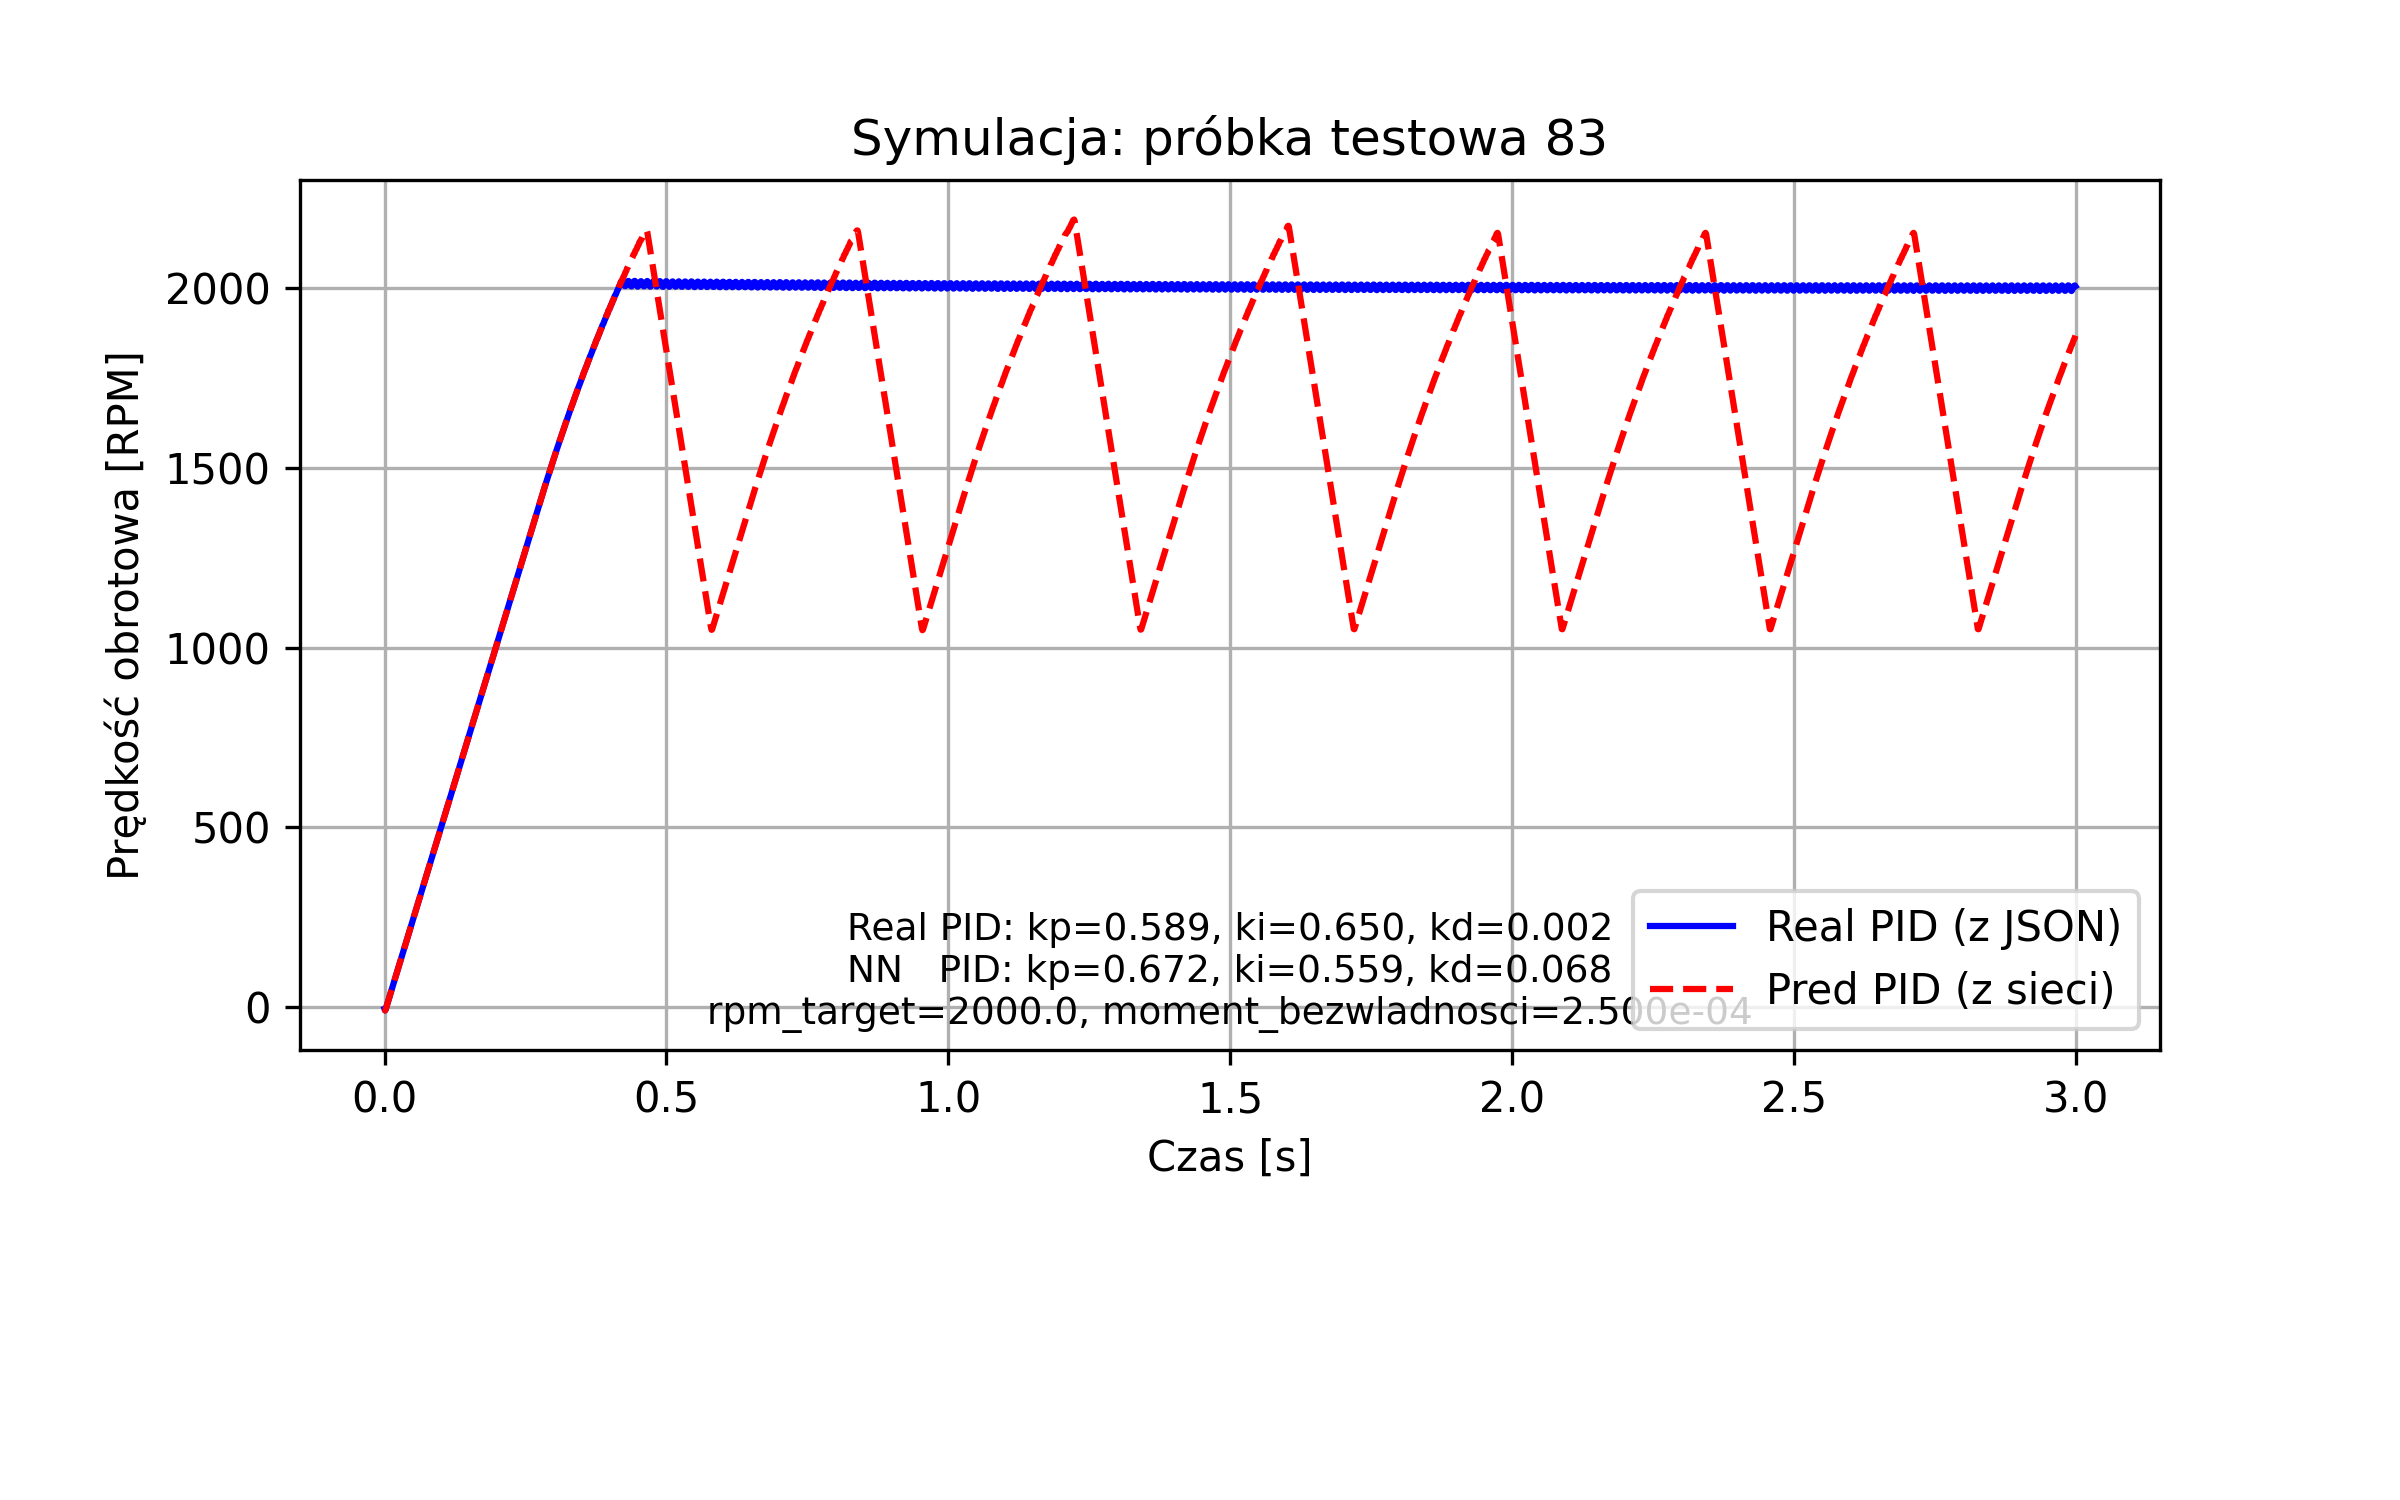 Symulacja: próbka testowa 83
Prędkość obrotowa [RPM]
2000
1500
1000
500
0
Real PID: kp=0.589, ki=0.650, kd=0.002
NN   PID: kp=0.672, ki=0.559, kd=0.068
rpm_target=2000.0, moment_bezwladnosci=2.500e-04
Real PID (z JSON)
Pred PID (z sieci)
0.0 0.5 1.0 1.5 2.0 2.5 3.0
Czas [s]